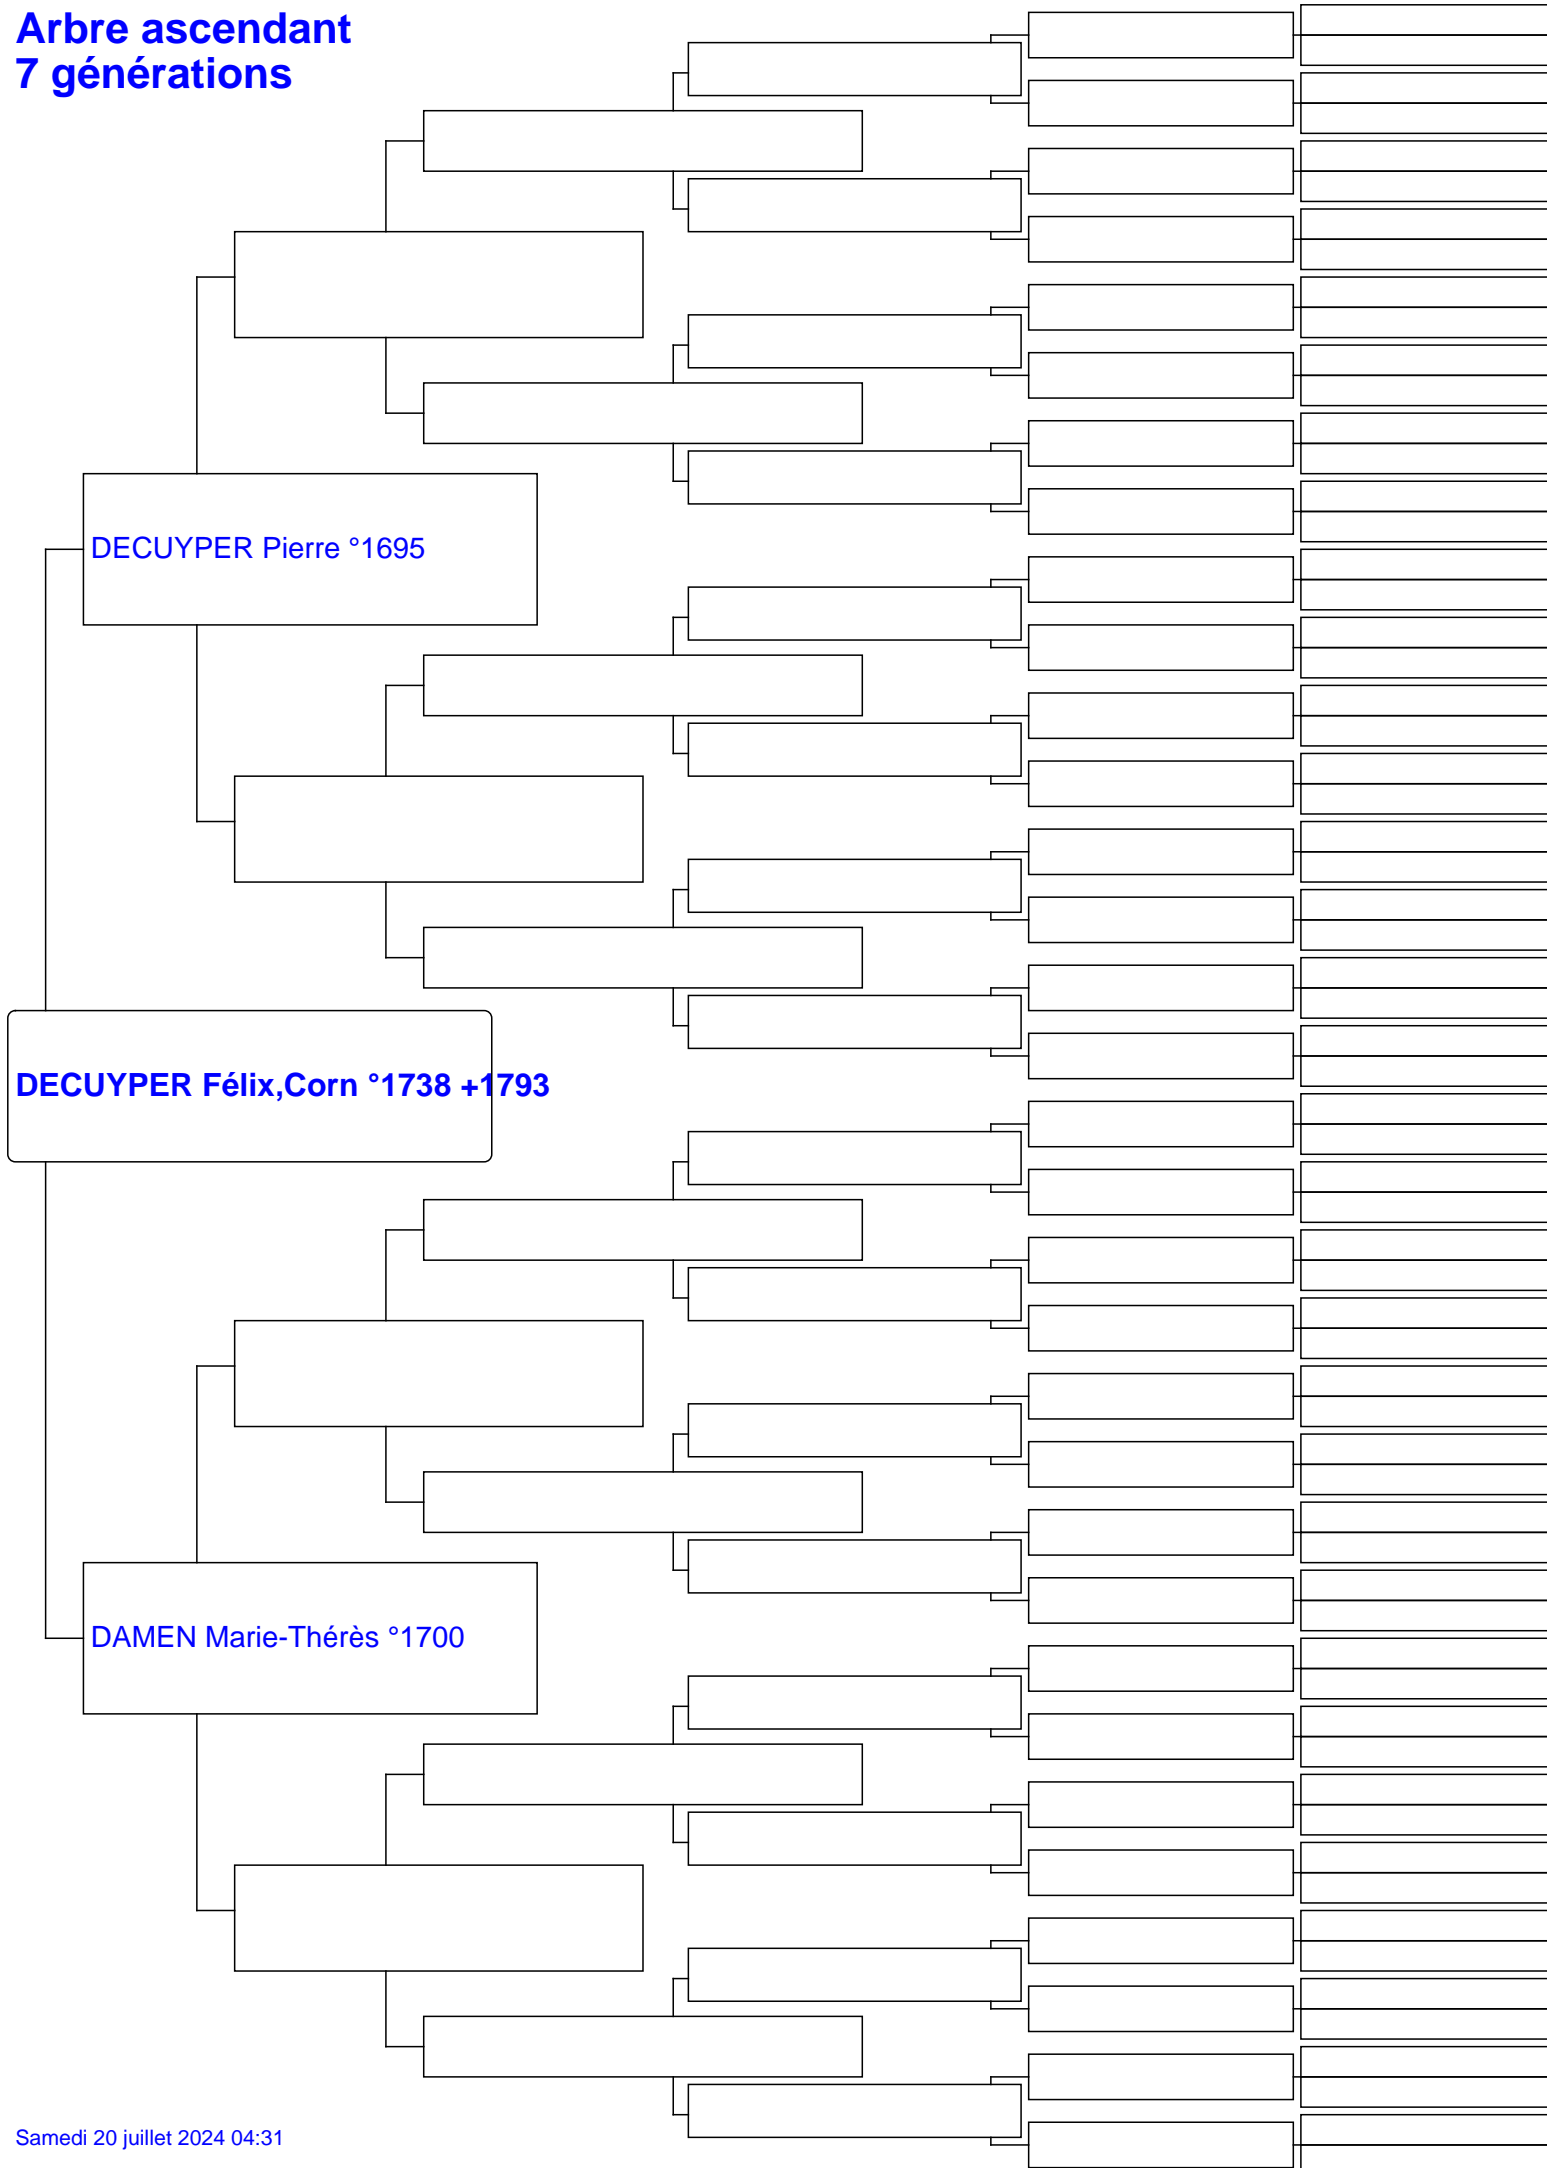 Arbre ascendant
7 générations
DECUYPER Pierre °1695
DECUYPER Félix,Corn °1738 +1793
DAMEN Marie-Thérès °1700
Samedi 20 juillet 2024 04:31